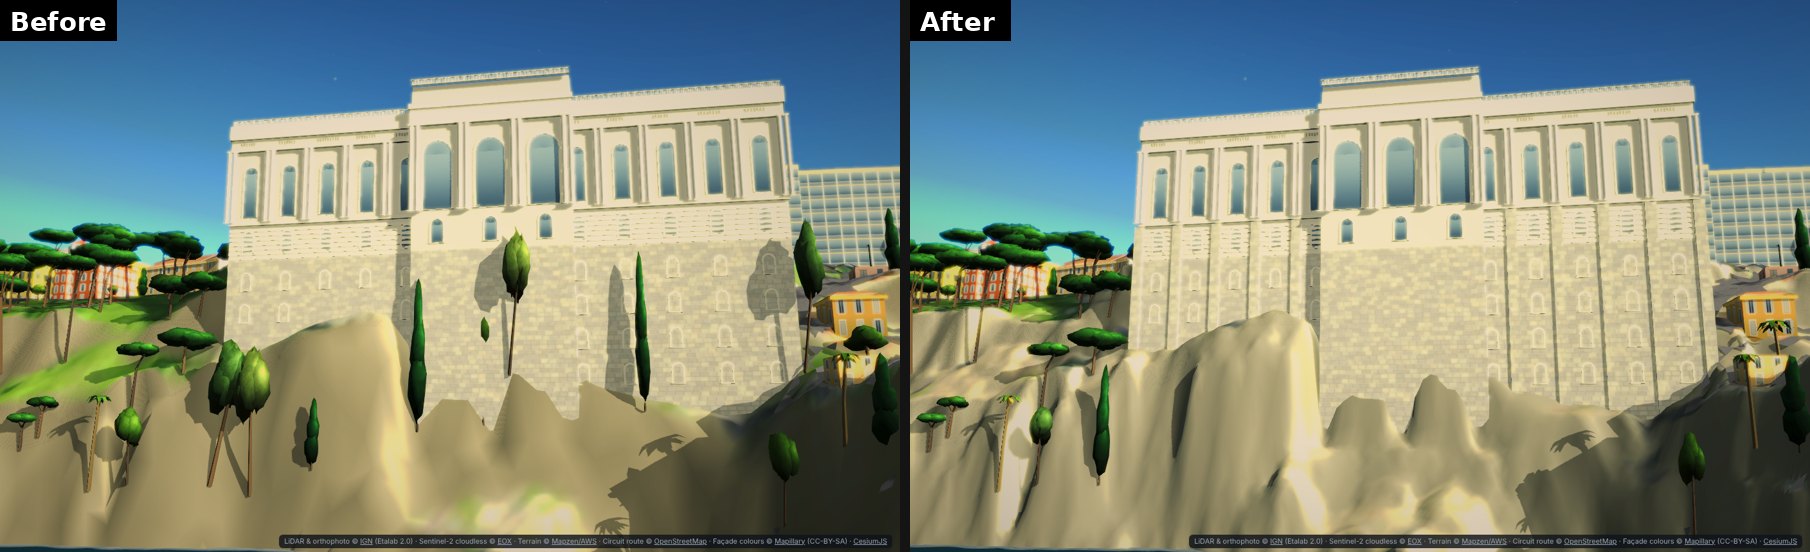 Before
After
LiDAR & orthophoto © IGN (Etalab 2.0) · Sentinel-2 cloudless © EOX · Terrain © Mapzen/AWS · Circuit route © OpenStreetMap · Façade colours © Mapillary (CC-BY-SA) · CesiumJS
LiDAR & orthophoto © IGN (Etalab 2.0) · Sentinel-2 cloudless © EOX · Terrain © Mapzen/AWS · Circuit route © OpenStreetMap · Façade colours © Mapillary (CC-BY-SA) · CesiumJS